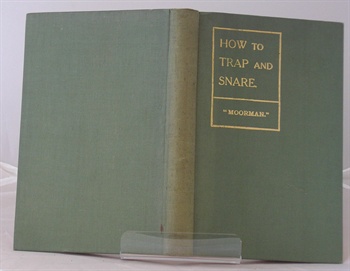 HOW TO
TRAP AND
SNARE.
"MOORMAN."